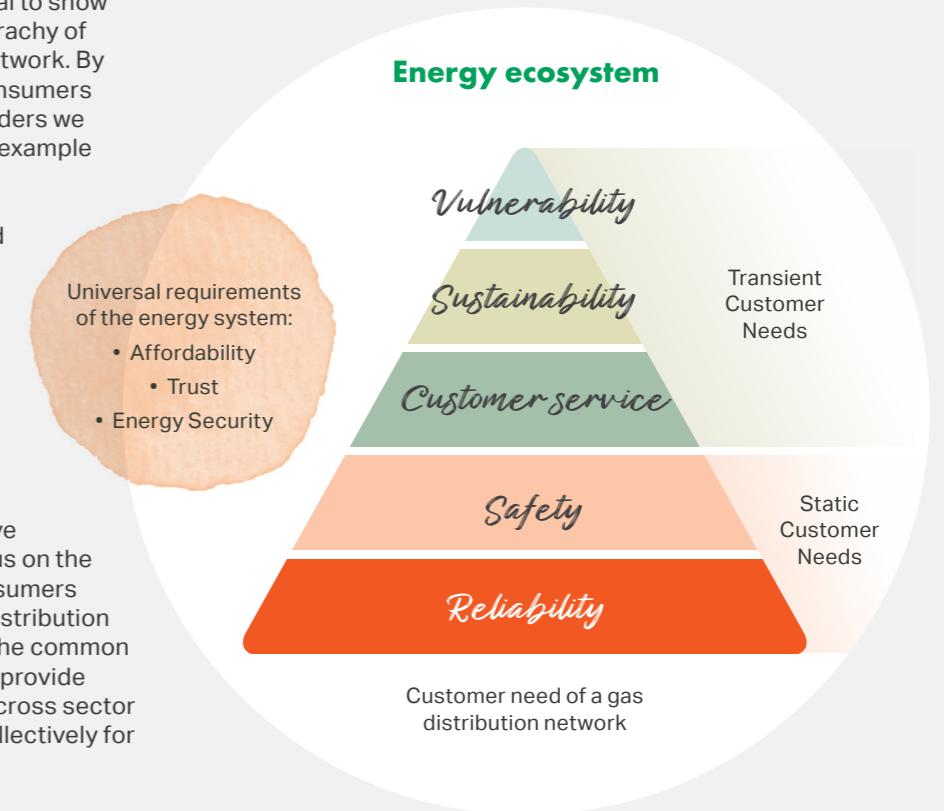 al to show
rachy of
twork. By
nsumers
ders we
example
d
ve
us on the
sumers
stribution
he common
provide
cross sector
llectively for
Energy ecosystem
Universal requirements
of the energy system:
• Affordability
• Trust
• Energy Security
Vulnerability
Sustainability
Customer service
Safety
Reliability
Transient
Customer
Needs
Static
Customer
Needs
Customer need of a gas
distribution network